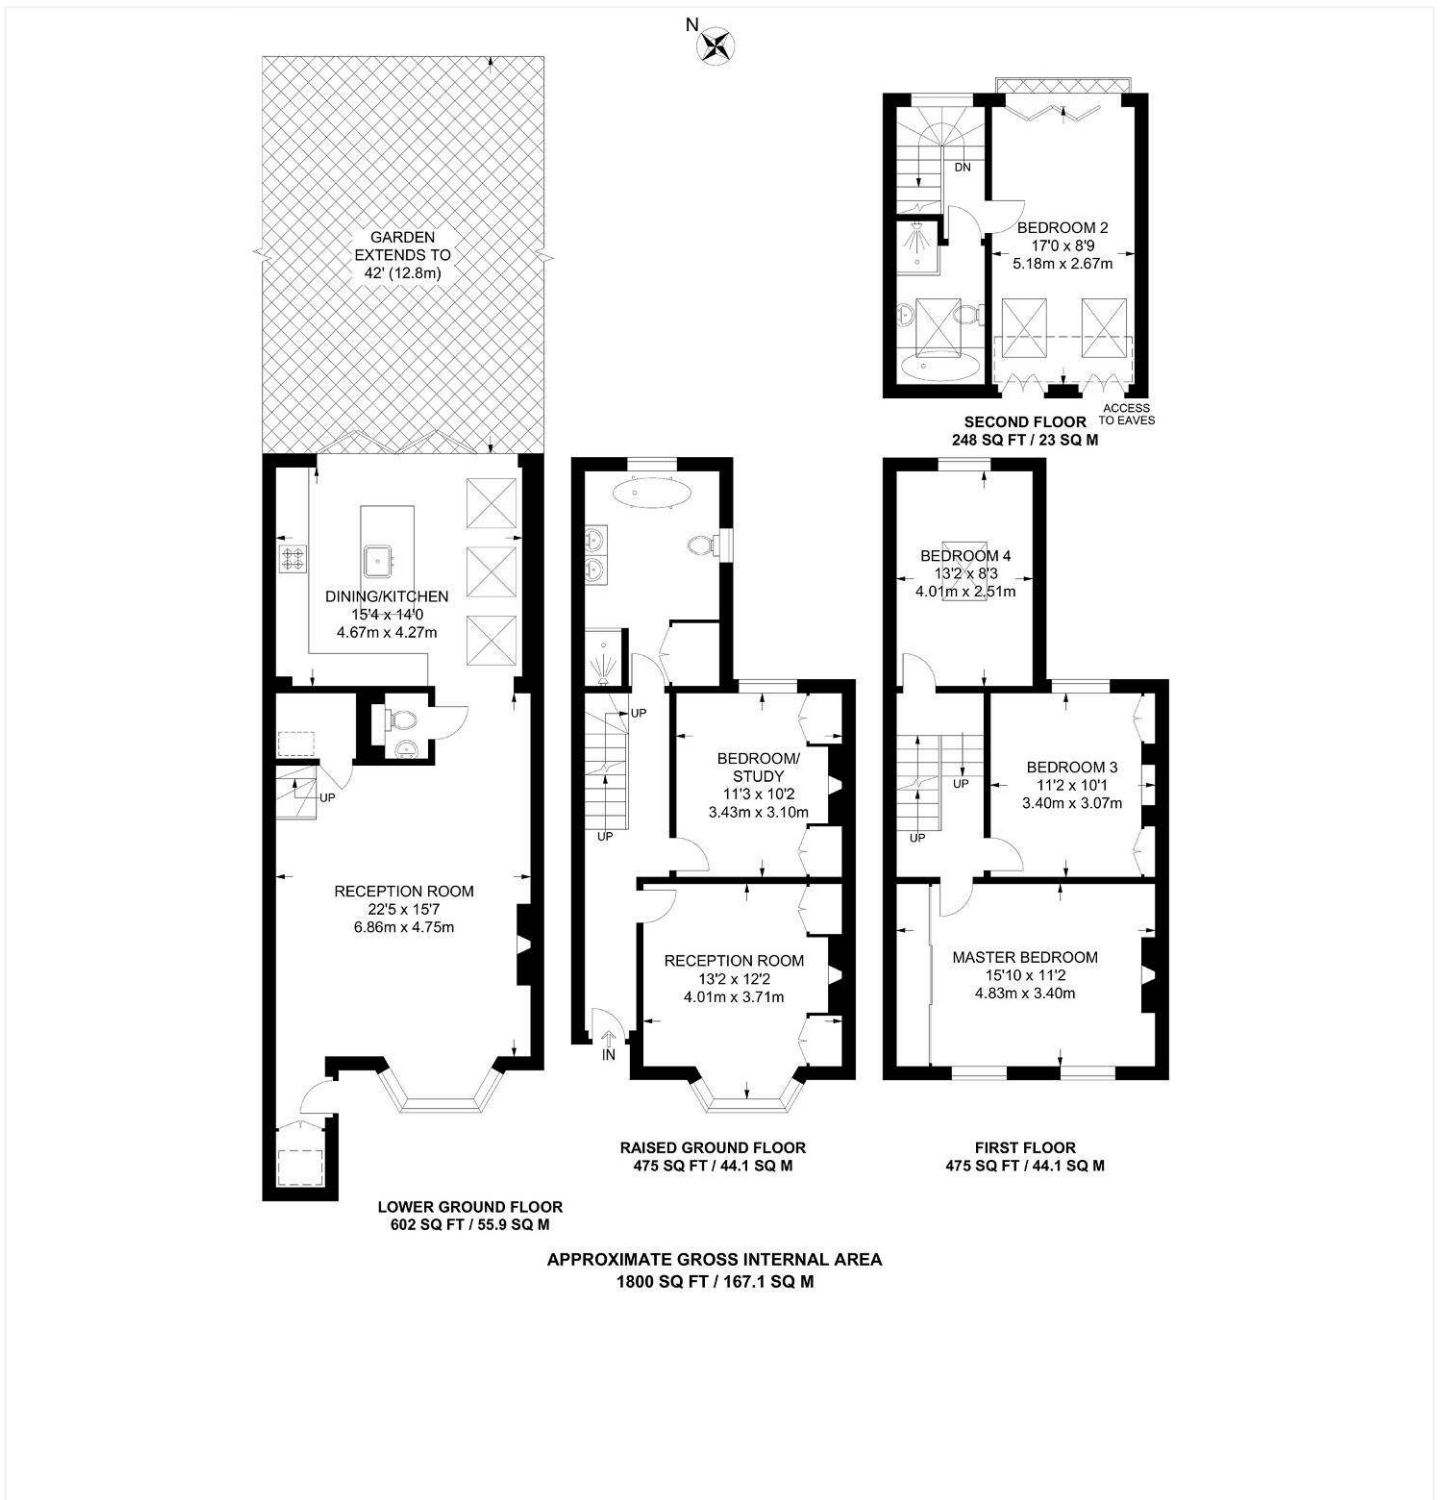 N
GARDEN
EXTENDS TO
42' (12.8m)
DN
BEDROOM 2
17'0 x 8'9
5.18m x 2.67m
ACCESS
TO EAVES
SECOND FLOOR
248 SQ FT / 23 SQ M
DINING/KITCHEN
15'4 x 14'0
4.67m x 4.27m
UP
RECEPTION ROOM
22'5 x 15'7
6.86m x 4.75m
LOWER GROUND FLOOR
602 SQ FT / 55.9 SQ M
UP
UP
BEDROOM/
STUDY
11'3 x 10'2
3.43m x 3.10m
RECEPTION ROOM
13'2 x 12'2
4.01m x 3.71m
IN
RAISED GROUND FLOOR
475 SQ FT / 44.1 SQ M
BEDROOM 4
13'2 x 8'3
4.01m x 2.51m
UP
UP
BEDROOM 3
11'2 x 10'1
3.40m x 3.07m
MASTER BEDROOM
15'10 x 11'2
4.83m x 3.40m
FIRST FLOOR
475 SQ FT / 44.1 SQ M
APPROXIMATE GROSS INTERNAL AREA
1800 SQ FT / 167.1 SQ M